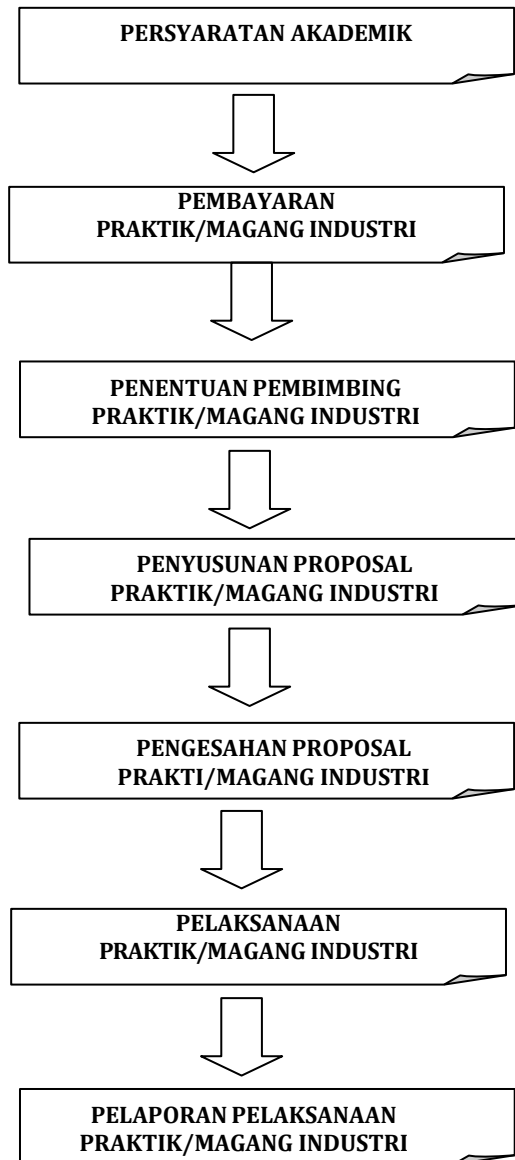 PERSYARATAN AKADEMIK
PEMBAYARAN
PRAKTIK/MAGANG INDUSTRI
PENENTUAN PEMBIMBING
PRAKTIK/MAGANG INDUSTRI
PENYUSUNAN PROPOSAL
PRAKTIK/MAGANG INDUSTRI
PENGESAHAN PROPOSAL
PRAKTI/MAGANG INDUSTRI
PELAKSANAAN
PRAKTIK/MAGANG INDUSTRI
PELAPORAN PELAKSANAAN
PRAKTIK/MAGANG INDUSTRI